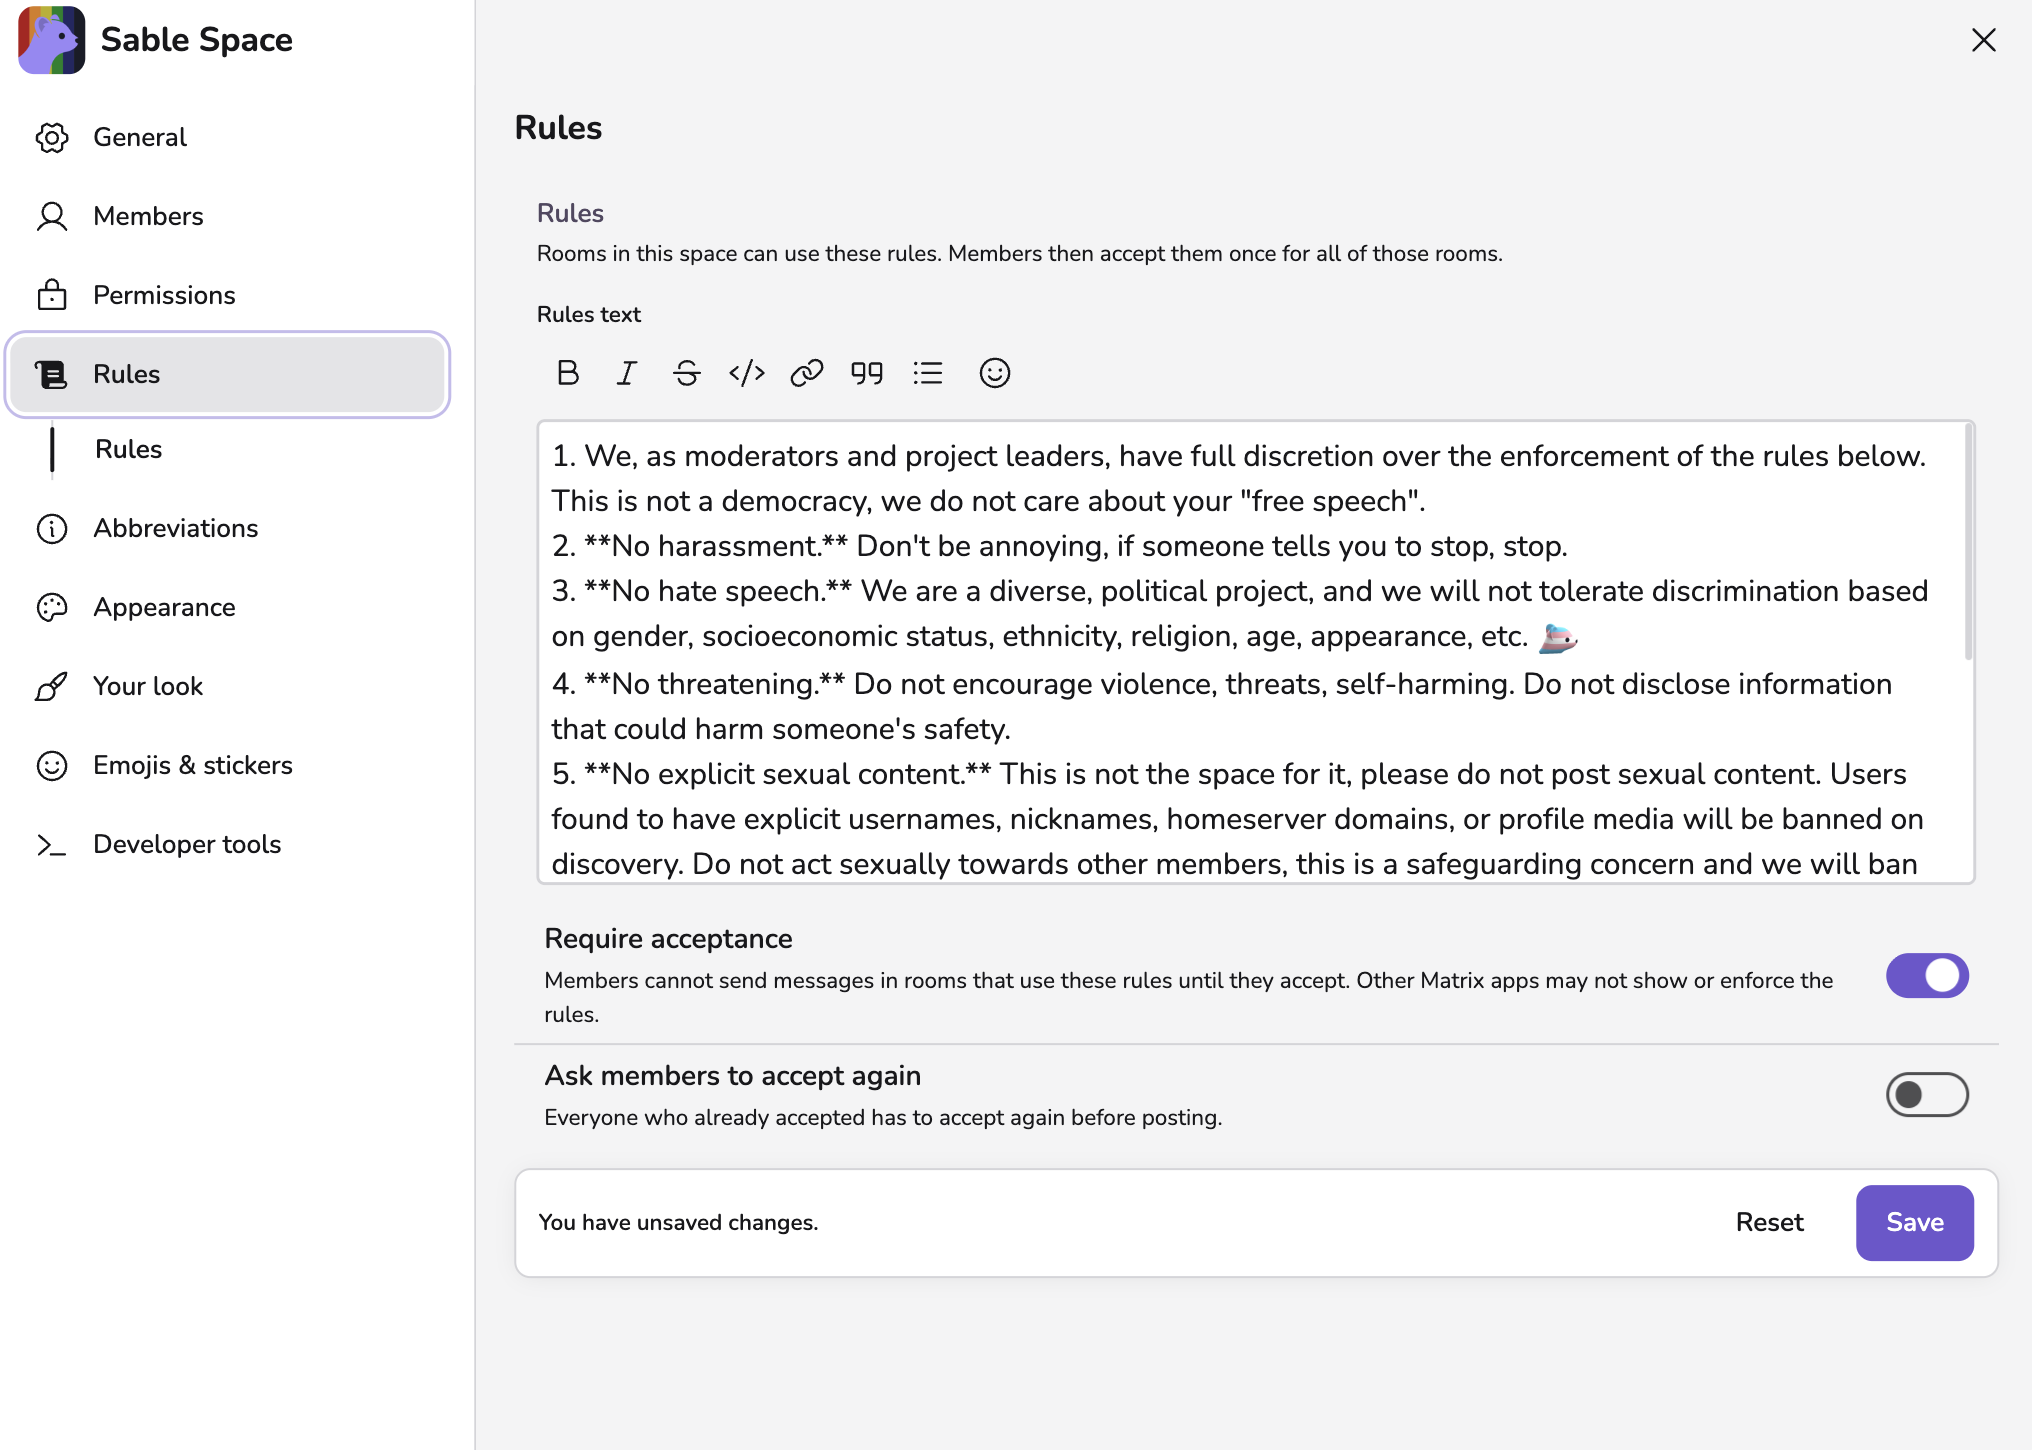 Sable Space
General
Members
Permissions
Rules
Rules
Abbreviations
Appearance
Your look
Emojis & stickers
Developer tools
Rules
Rules
Rooms in this space can use these rules. Members then accept them once for all of those rooms.
Rules text
1. We, as moderators and project leaders, have full discretion over the enforcement of the rules below.
This is not a democracy, we do not care about your "free speech".
2. **No harassment.** Don't be annoying, if someone tells you to stop, stop.
3. **No hate speech.** We are a diverse, political project, and we will not tolerate discrimination based
on gender, socioeconomic status, ethnicity, religion, age, appearance, etc.
4. **No threatening.** Do not encourage violence, threats, self-harming. Do not disclose information
that could harm someone's safety.
5. **No explicit sexual content.** This is not the space for it, please do not post sexual content. Users
found to have explicit usernames, nicknames, homeserver domains, or profile media will be banned on
discovery. Do not act sexually towards other members, this is a safeguarding concern and we will ban
Require acceptance
Members cannot send messages in rooms that use these rules until they accept. Other Matrix apps may not show or enforce the
rules.
Ask members to accept again
Everyone who already accepted has to accept again before posting.
You have unsaved changes.
Reset
Save